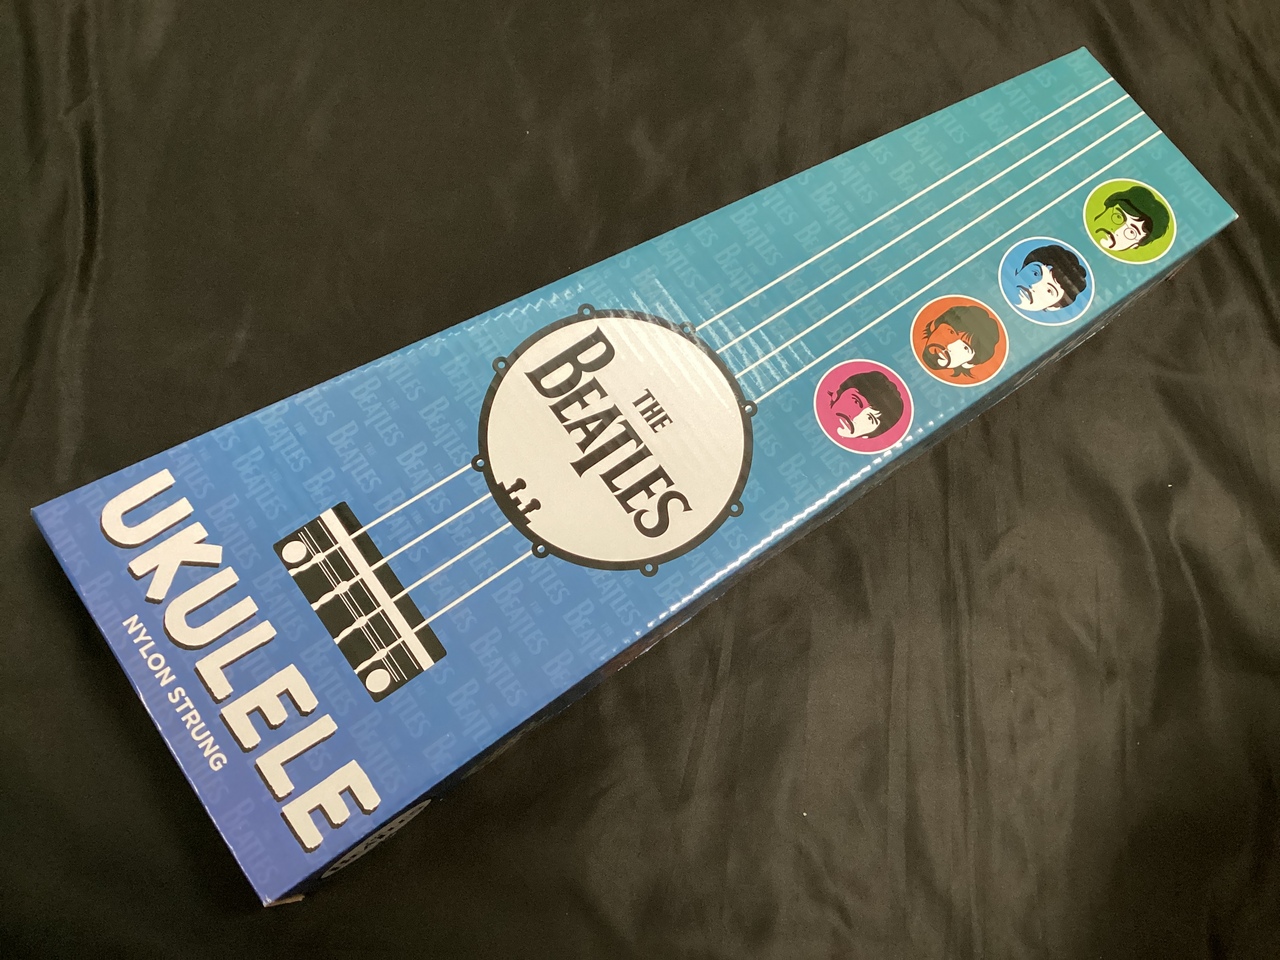 THE
BEATLES
UKULELE
NYLON STRUNG